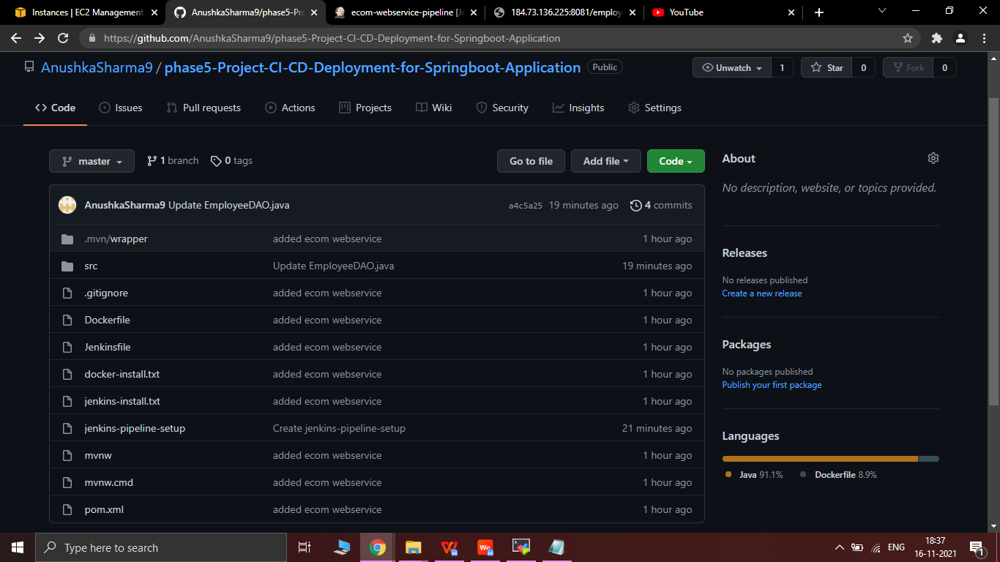 Instances | EC2 Management
AnushkaSharma9/phase5-Pro
ecom-webservice-pipeline [Je
184.73.136.225:8081/employe
YouTube
https://github.com/AnushkaSharma9/phase5-Project-CI-CD-Deployment-for-Springboot-Application
AnushkaSharma9 / phase5-Project-CI-CD-Deployment-for-Springboot-Application Public
Unwatch 1 Star 0 Fork 0
Code Issues Pull requests Actions Projects Wiki Security Insights Settings
master 1 branch 0 tags Go to file Add file Code
AnushkaSharma9 Update EmployeeDAO.java a4c5a25 19 minutes ago 4 commits
.mvn/wrapper added ecom webservice 1 hour ago
src Update EmployeeDAO.java 19 minutes ago
.gitignore added ecom webservice 1 hour ago
Dockerfile added ecom webservice 1 hour ago
Jenkinsfile added ecom webservice 1 hour ago
docker-install.txt added ecom webservice 1 hour ago
jenkins-install.txt added ecom webservice 1 hour ago
jenkins-pipeline-setup Create jenkins-pipeline-setup 21 minutes ago
mvnw added ecom webservice 1 hour ago
mvnw.cmd added ecom webservice 1 hour ago
pom.xml added ecom webservice 1 hour ago
About
No description, website, or topics provided.
Releases
No releases published
Create a new release
Packages
No packages published
Publish your first package
Languages
Java 91.1% Dockerfile 8.9%
Type here to search
ENG
18:37
16-11-2021
1